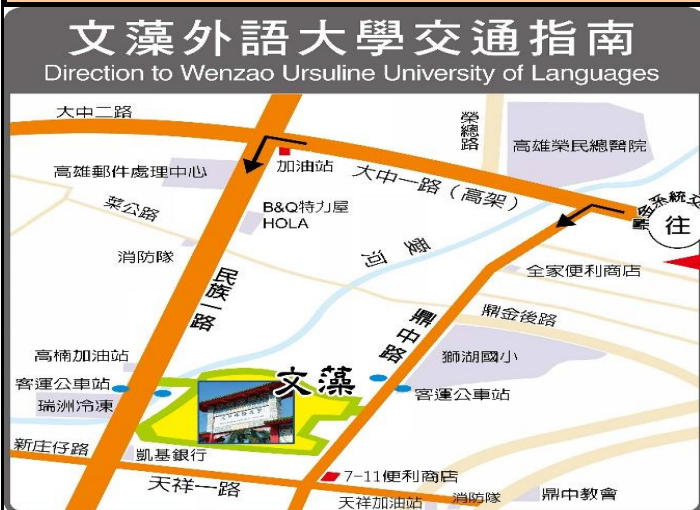 文藻外語大學交通指南
Direction to Wenzao Ursuline University of Languages
大中二路
榮總路
高雄榮民總醫院
高雄郵件處理中心
加油站
大中一路（高架）
菜公路
B&Q特力屋
HOLA
往
消防隊
愛河
全家便利商店
民族一路
鼎中路
鼎金後路
高楠加油站
獅湖國小
文藻
客運公車站
客運公車站
瑞洲冷凍
新庄仔路
凱基銀行
7-11便利商店
天祥一路
天祥加油站
消防隊
鼎中教會